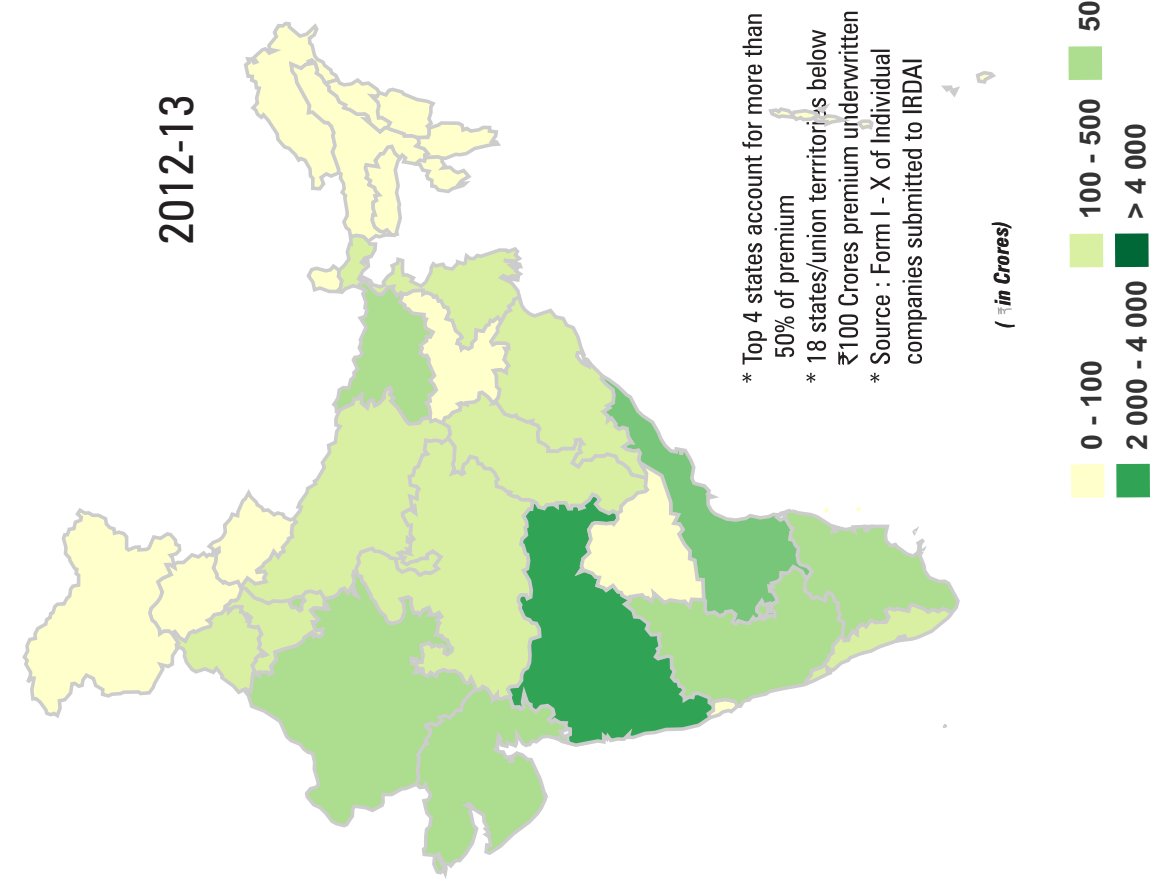 2012-13
* Top 4 states account for more than
50% of premium
* 18 states/union terrritories below
₹100 Crores premium underwritten
* Source : Form I - X of Individual
companies submitted to IRDAI
( ₹ in Crores)
0 - 100 100 - 500 50
2 000 - 4 000 > 4 000